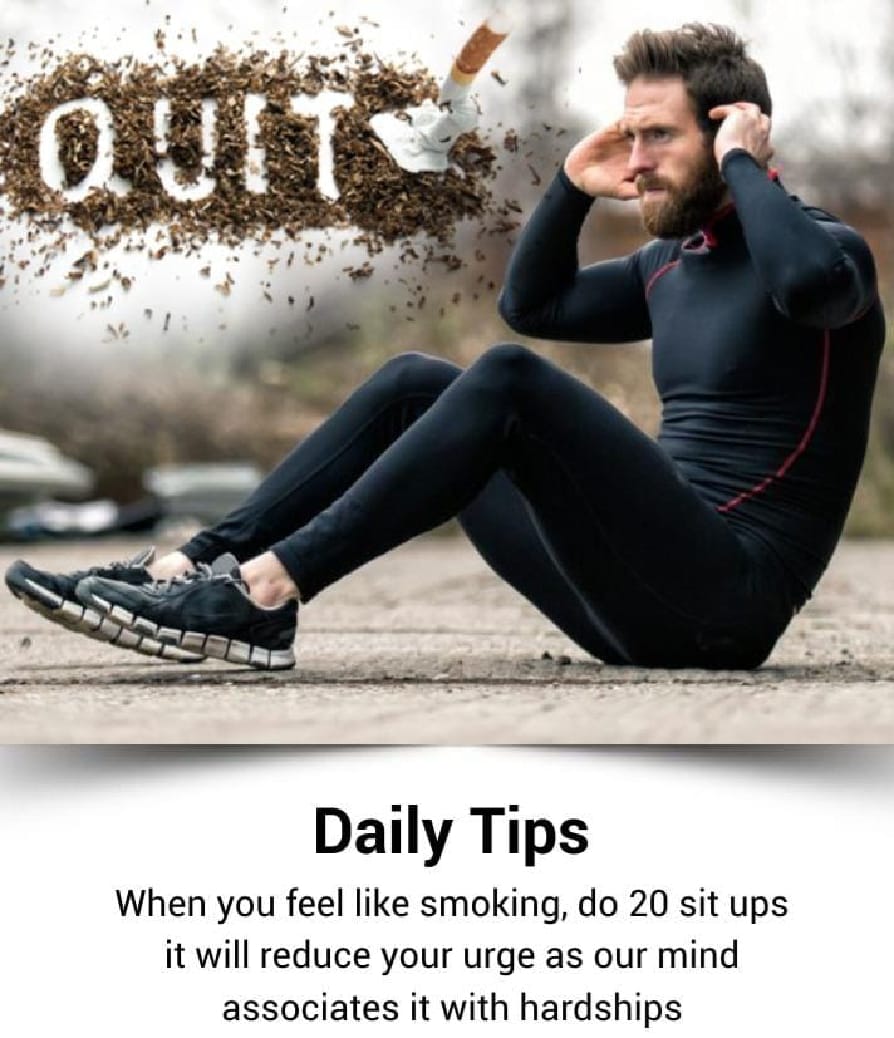 QUIT
Daily Tips
When you feel like smoking, do 20 sit ups
it will reduce your urge as our mind
associates it with hardships